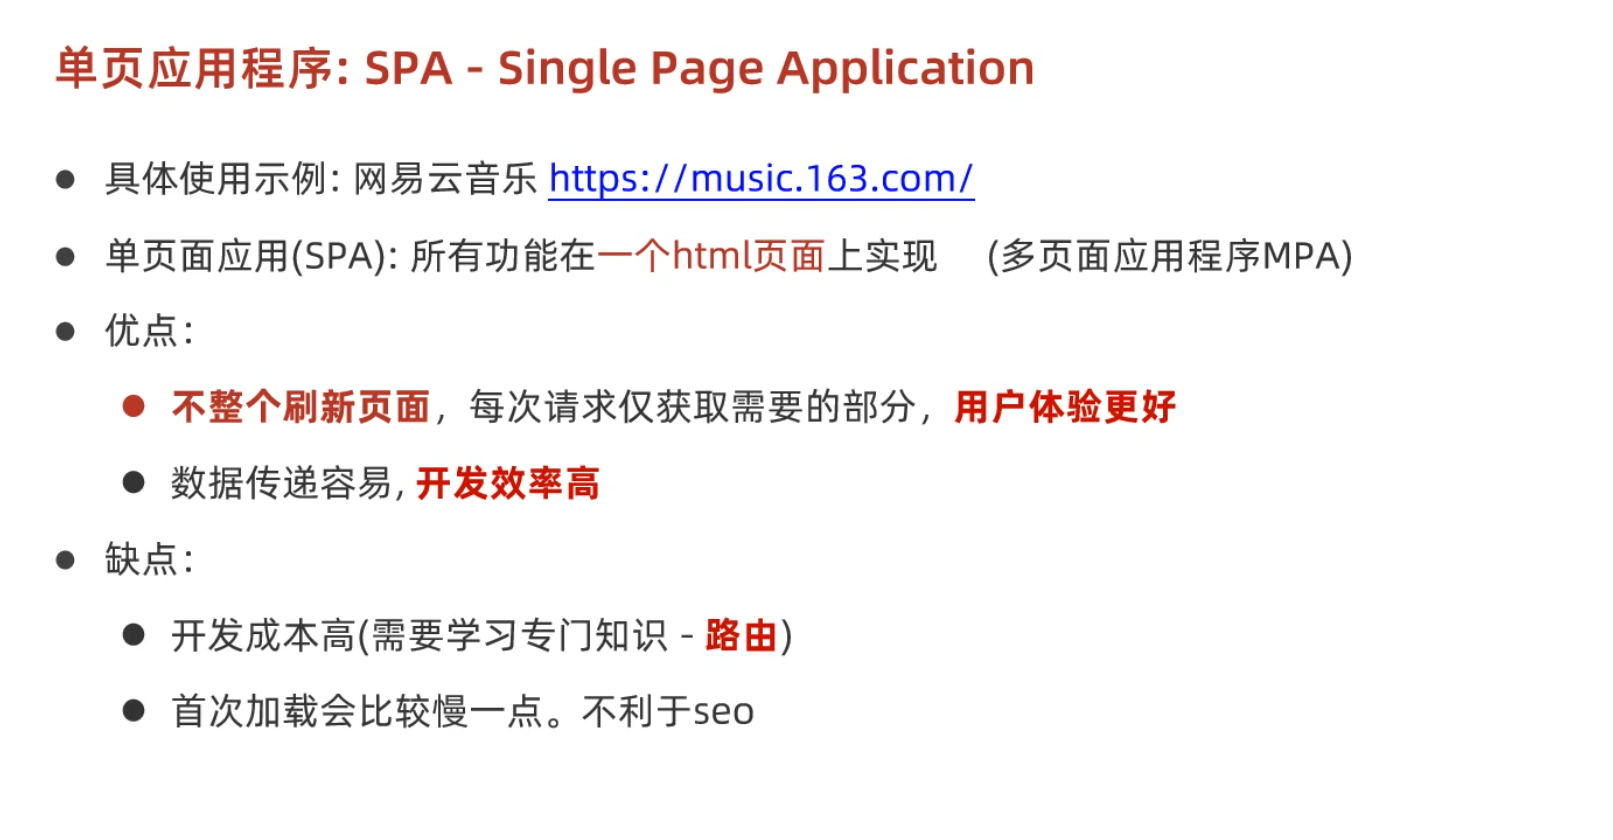 单页应用程序: SPA - Single Page Application
● 具体使用示例: 网易云音乐 https://music.163.com/
● 单页面应用(SPA): 所有功能在一个html页面上实现 (多页面应用程序MPA)
● 优点:
● 不整个刷新页面，每次请求仅获取需要的部分，用户体验更好
● 数据传递容易, 开发效率高
● 缺点:
● 开发成本高(需要学习专门知识 - 路由)
● 首次加载会比较慢一点。不利于seo